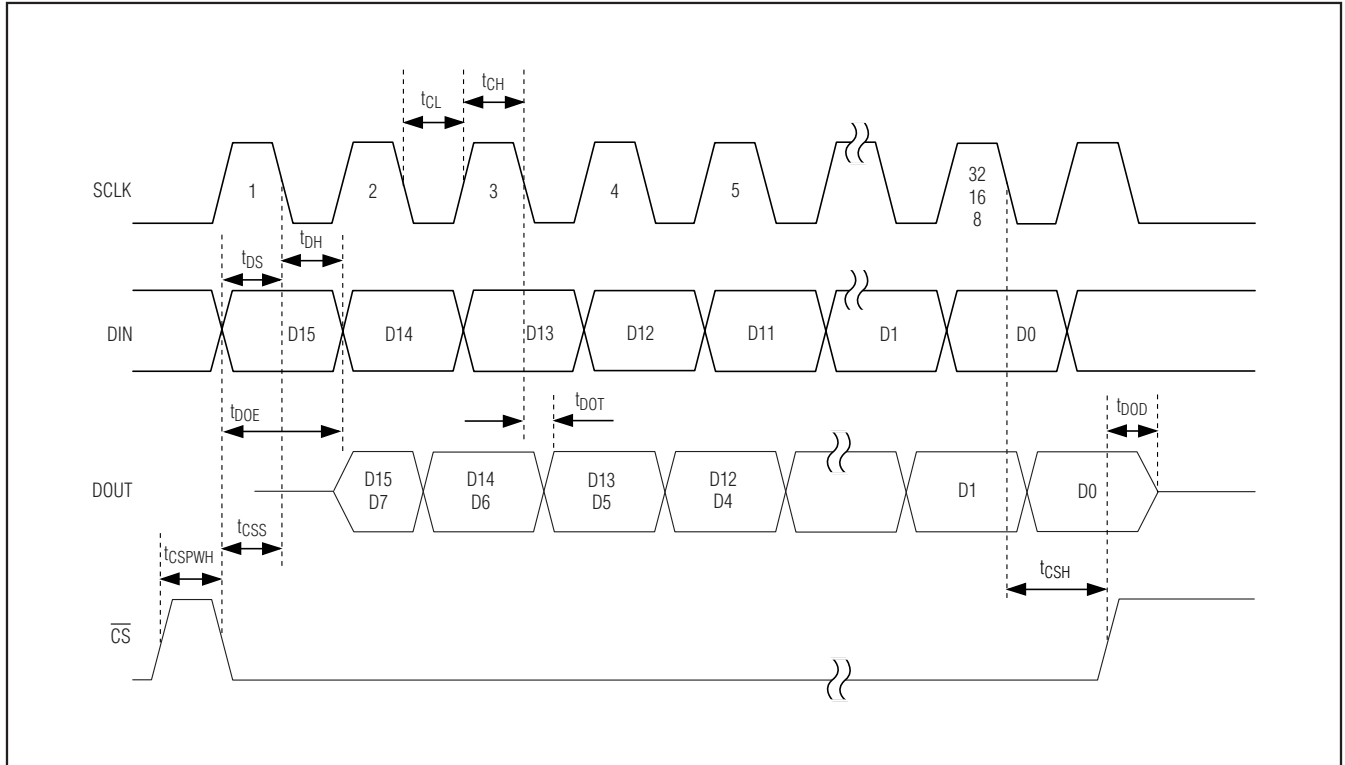 tCL
tCH
SCLK
1
2
3
4
5
32
16
8
tDS
tDH
DIN
D15
D14
D13
D12
D11
D1
D0
tDOE
tDOT
tDOD
DOUT
D15
D7
D14
D6
D13
D5
D12
D4
D1
D0
tCSPWH
tCSS
tCSH
CS